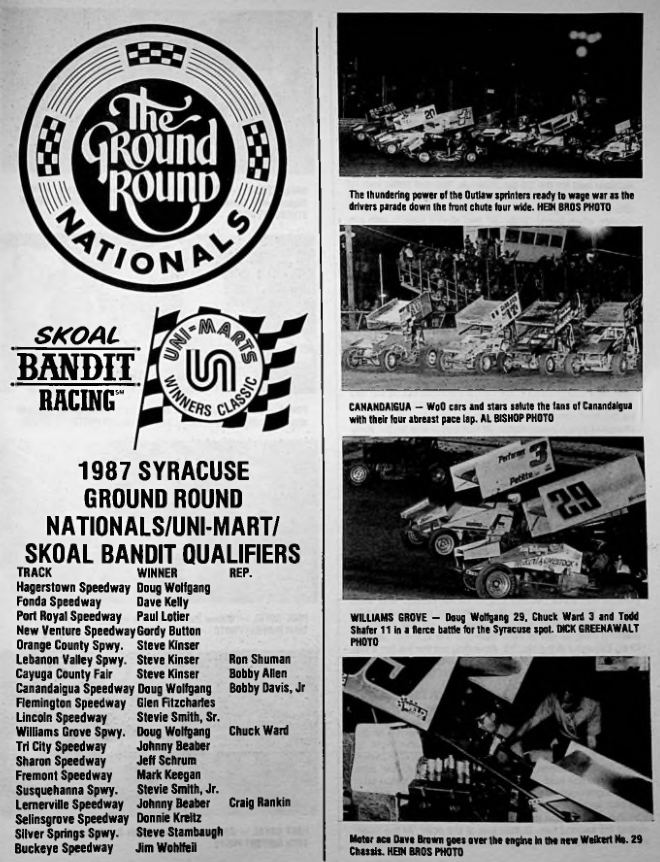 The
Ground
Round
NATIONALS
SKOAL
BANDIT
RACING SM
UNI-MARTS
WINNERS CLASSIC
1987 SYRACUSE
GROUND ROUND
NATIONALS/UNI-MART/
SKOAL BANDIT QUALIFIERS
TRACK WINNER REP.
Hagerstown Speedway Doug Wolfgang
Fonda Speedway Dave Kelly
Port Royal Speedway Paul Lotier
New Venture Speedway Gordy Button
Orange County Spwy. Steve Kinser
Lebanon Valley Spwy. Steve Kinser Ron Shuman
Cayuga County Fair Steve Kinser Bobby Allen
Canandaigua Speedway Doug Wolfgang Bobby Davis, Jr
Flemington Speedway Glen Fitzcharles
Lincoln Speedway Stevie Smith, Sr.
Williams Grove Spwy. Doug Wolfgang Chuck Ward
Tri City Speedway Johnny Beaber
Sharon Speedway Jeff Schrum
Fremont Speedway Mark Keegan
Susquehanna Spwy. Stevie Smith, Jr.
Lernerville Speedway Johnny Beaber Craig Rankin
Selinsgrove Speedway Donnie Kreitz
Silver Springs Spwy. Steve Stambaugh
Buckeye Speedway Jim Wohlfeil
20
The thundering power of the Outlaw sprinters ready to wage war as the
drivers parade down the front chute four wide. HEIN BROS PHOTO
CANANDAIGUA — WoO cars and stars salute the fans of Canandaigua
with their four abreast pace lap. AL BISHOP PHOTO
Performer
3
29
WILLIAMS GROVE — Doug Wolfgang 29, Chuck Ward 3 and Todd
Shafer 11 in a fierce battle for the Syracuse spot. DICK GREENAWALT
PHOTO
Motor ace Dave Brown goes over the engine in the new Weikert No. 29
Chassis. HEIN BROS PHOTO